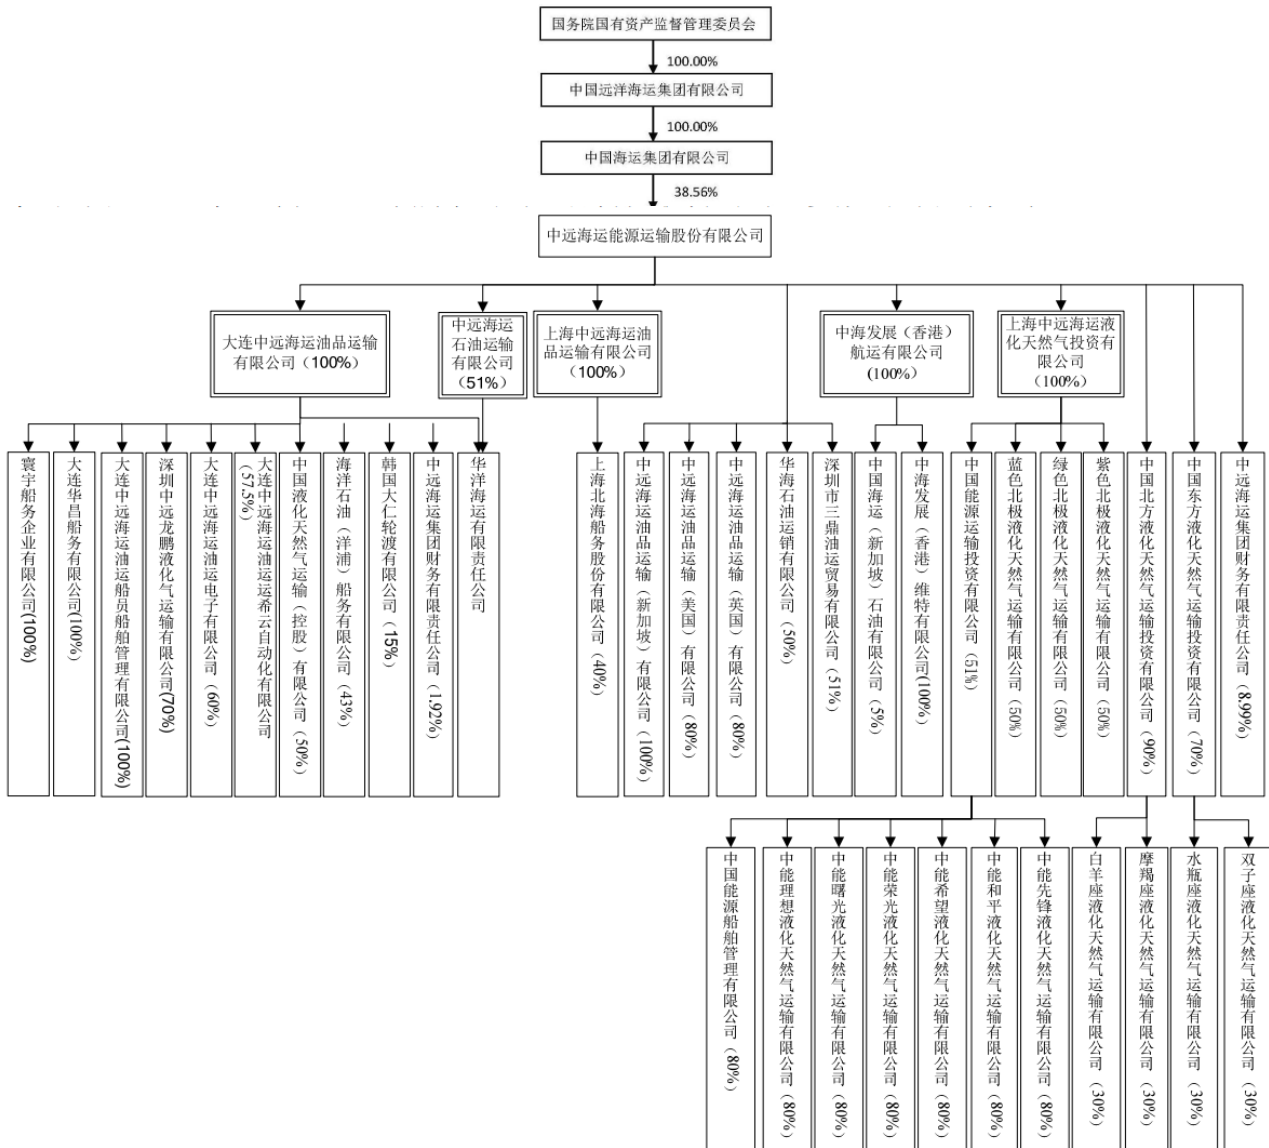 国务院国有资产监督管理委员会
100.00%
中国远洋海运集团有限公司
100.00%
中国海运集团有限公司
38.56%
中远海运能源运输股份有限公司
大连中远海运油品运输
有限公司（100%）
中远海运
石油运输
有限公司
（51%）
上海中远海运油
品运输有限公司
（100%）
中海发展（香港）
航运有限公司
(100%)
上海中远海运液
化天然气投资有
限公司
（100%）
寰宇船务企业有限公司(100%)
大连华昌船务有限公司(100%)
大连中远海运油运船员船舶管理有限公司(100%)
深圳中远龙鹏液化气运输有限公司(70%)
大连中远海运油运电子有限公司（60%）
大连中远海运油运运希云自动化有限公司
（57.5%）
中国液化天然气运输（控股）有限公司（50%）
海洋石油（洋浦）船务有限公司（43%）
韩国大仁轮渡有限公司（15%）
中远海运集团财务有限责任公司（1.92%）
华洋海运有限责任公司
上海北海船务股份有限公司（40%）
中远海运油品运输（新加坡）有限公司（100%）
中远海运油品运输（美国）有限公司（80%）
中远海运油品运输（英国）有限公司（80%）
华海石油运销有限公司（50%）
深圳市三鼎油运贸易有限公司（51%）
中国海运（新加坡）石油有限公司（5%）
中海发展（香港）维特有限公司(100%)
中国能源运输投资有限公司（51%）
蓝色北极液化天然气运输有限公司（50%）
绿色北极液化天然气运输有限公司（50%）
紫色北极液化天然气运输有限公司（50%）
中国北方液化天然气运输投资有限公司（90%）
中国东方液化天然气运输投资有限公司（70%）
中远海运集团财务有限责任公司（8.99%）
中国能源船舶管理有限公司（80%）
中能理想液化天然气运输有限公司（80%）
中能曙光液化天然气运输有限公司（80%）
中能荣光液化天然气运输有限公司（80%）
中能希望液化天然气运输有限公司（80%）
中能和平液化天然气运输有限公司（80%）
中能先锋液化天然气运输有限公司（80%）
白羊座液化天然气运输有限公司（30%）
摩羯座液化天然气运输有限公司（30%）
水瓶座液化天然气运输有限公司（30%）
双子座液化天然气运输有限公司（30%）